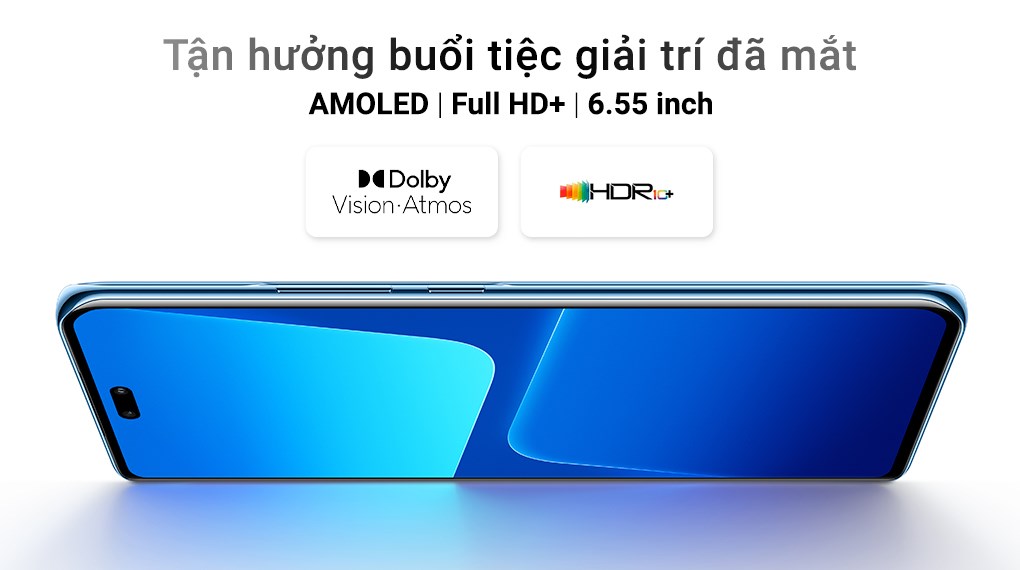 Tận hưởng buổi tiệc giải trí đã mắt
AMOLED | Full HD+ | 6.55 inch
Dolby
Vision·Atmos
HDR10+